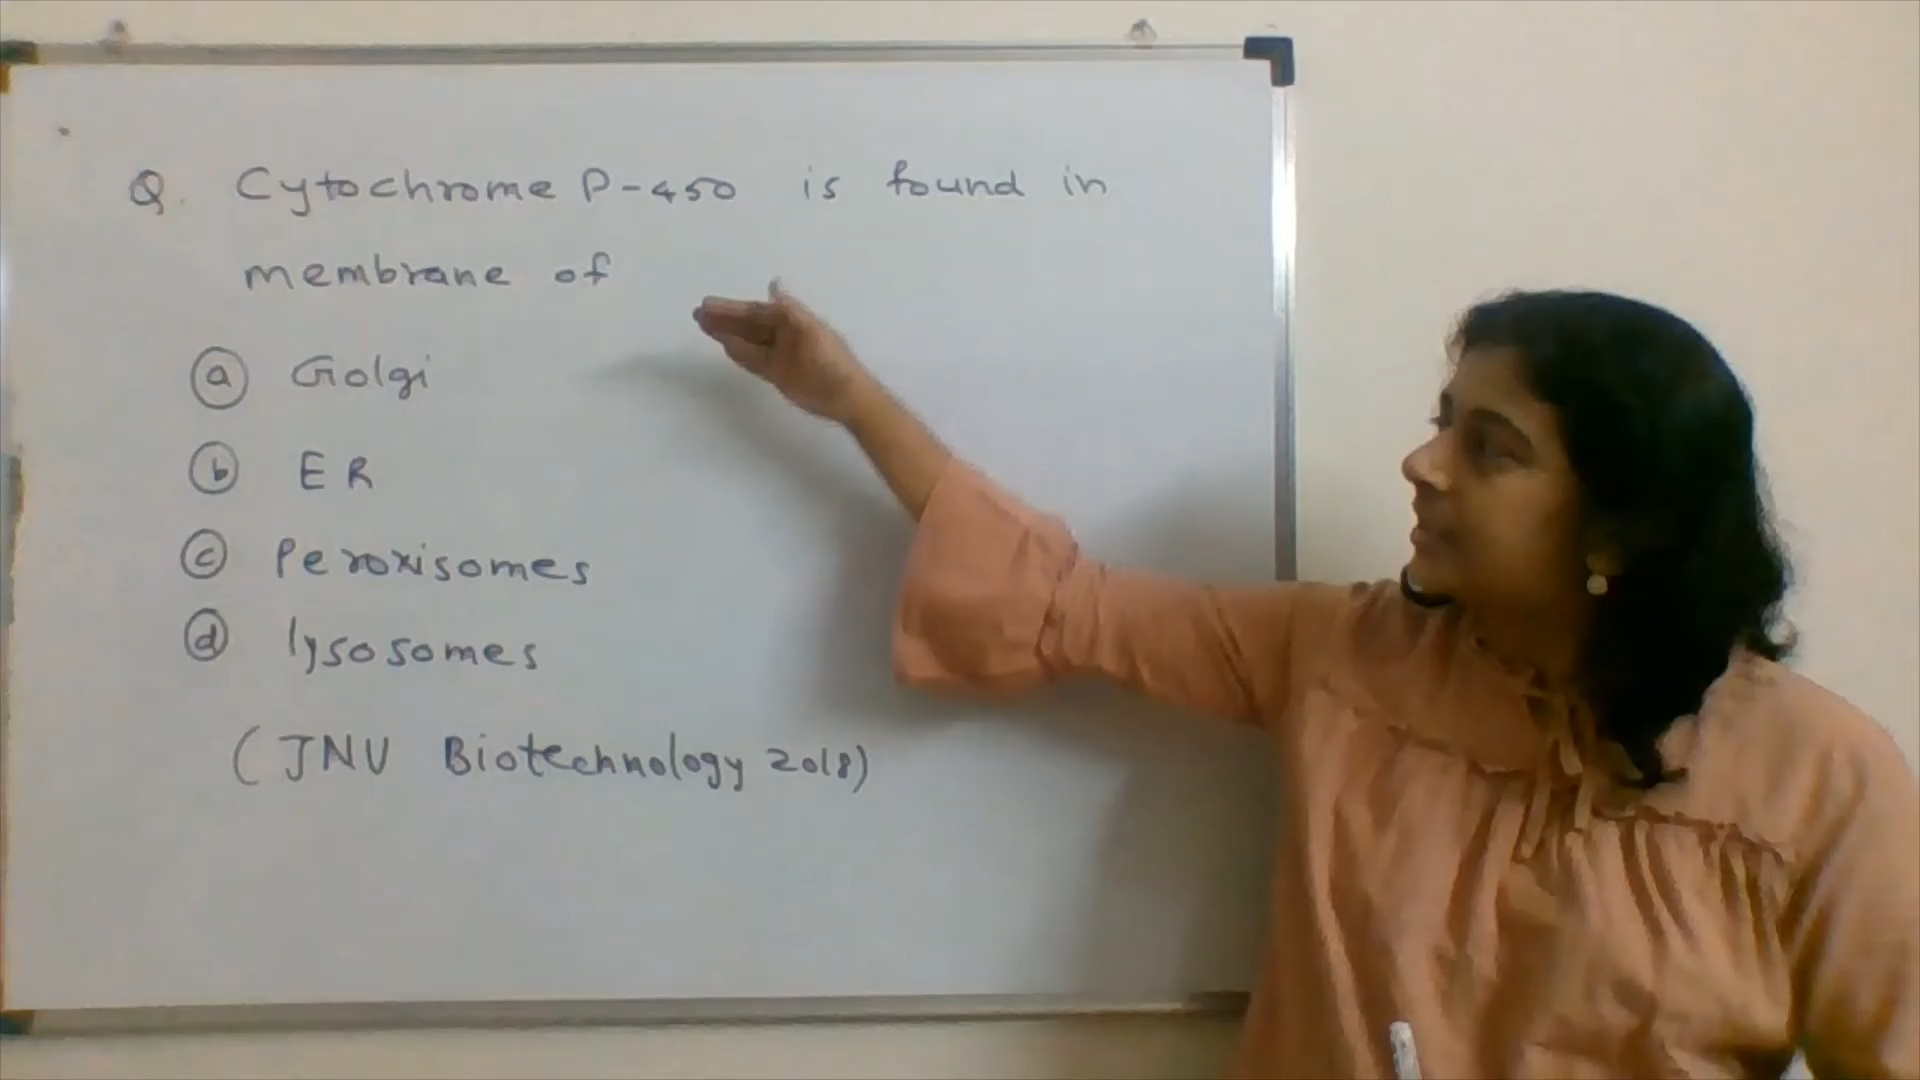 Q. Cytochrome P-450 is found in
membrane of
a Golgi
b ER
c Peroxisomes
d lysosomes
(JNU Biotechnology 2018)